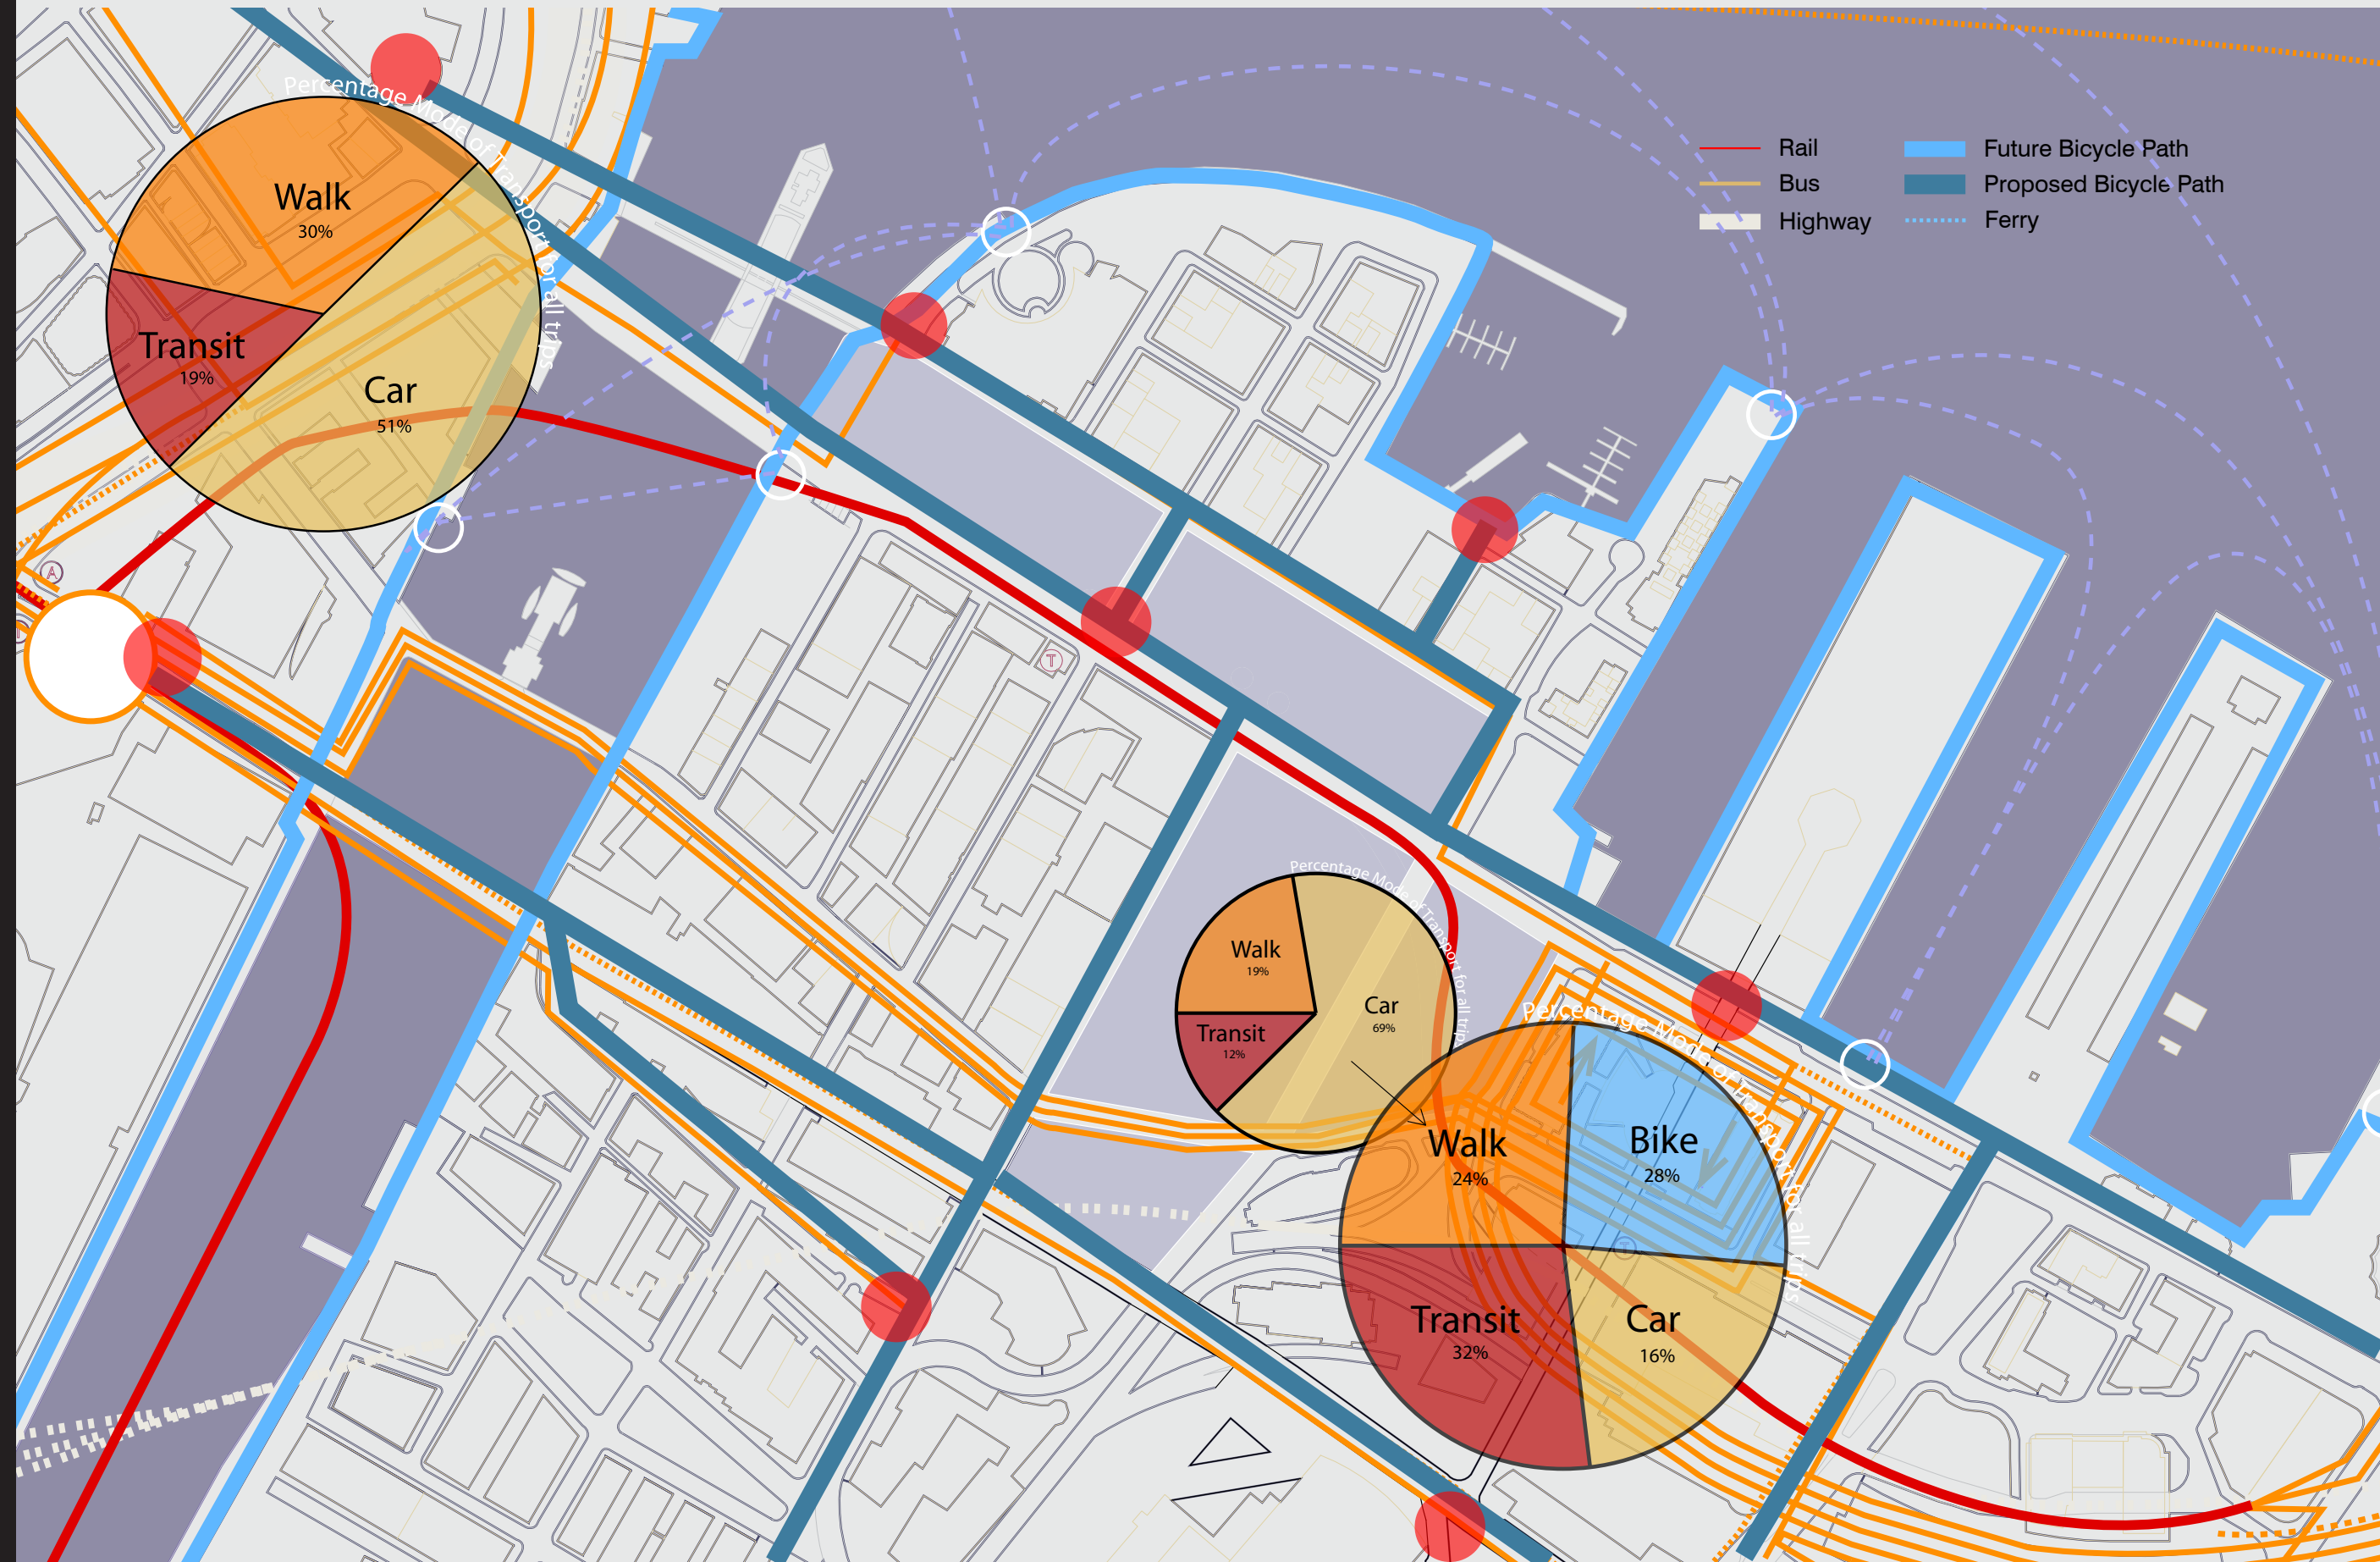 Percentage Mode of Transport for all trips
Walk
30%
Transit
19%
Car
51%
Rail
Bus
Highway
Future Bicycle Path
Proposed Bicycle Path
Ferry
A
T
T
Percentage Mode of Transport for all trips
Walk
19%
Transit
12%
Car
69%
Percentage Mode of Transport for all trips
Walk
24%
Bike
28%
Transit
32%
Car
16%
T